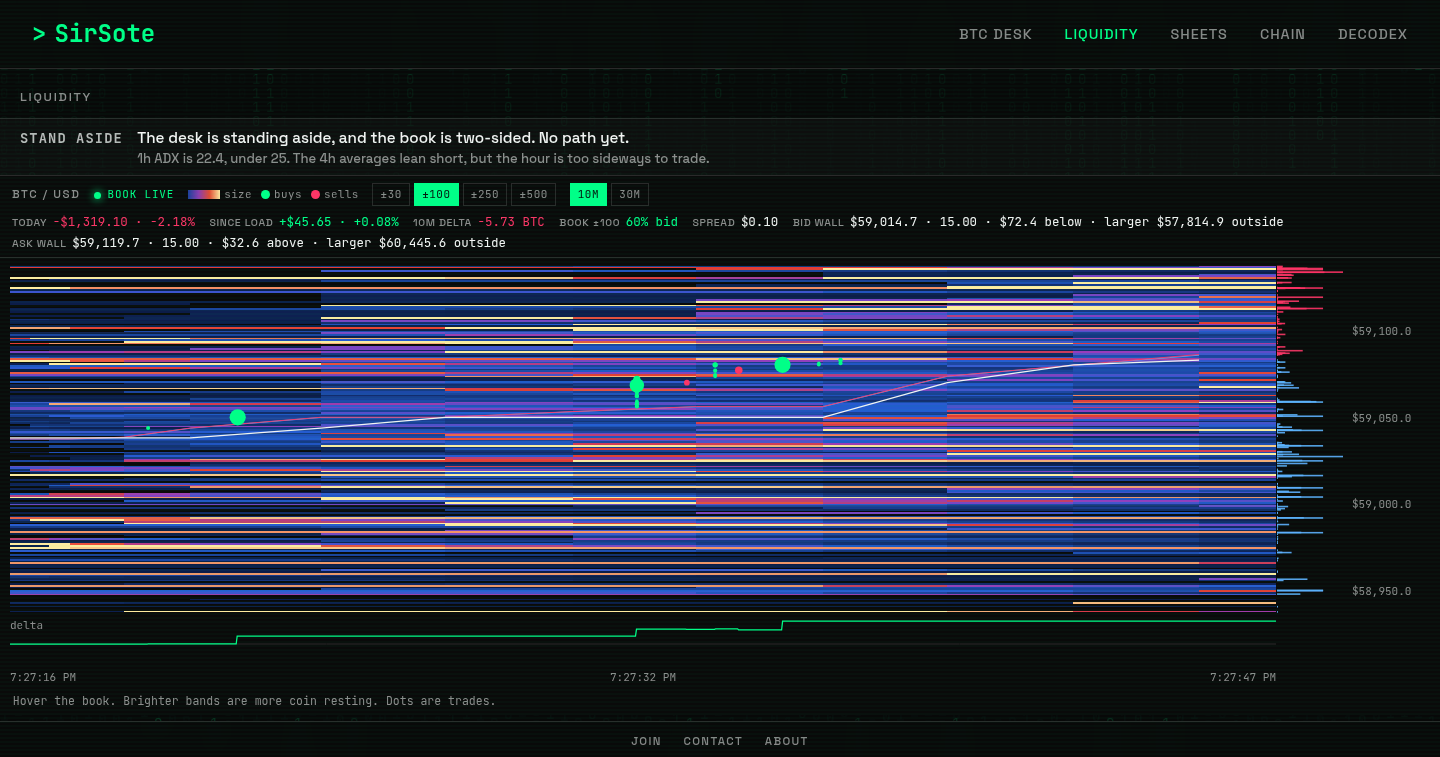 > SirSote
BTC DESK LIQUIDITY SHEETS CHAIN DECODEX
LIQUIDITY
STAND ASIDE The desk is standing aside, and the book is two-sided. No path yet.
1h ADX is 22.4, under 25. The 4h averages lean short, but the hour is too sideways to trade.
BTC / USD BOOK LIVE size buys sells ±30 ±100 ±250 ±500 10M 30M
TODAY -$1,319.10 · -2.18% SINCE LOAD +$45.65 · +0.08% 10M DELTA -5.73 BTC BOOK ±100 60% bid SPREAD $0.10 BID WALL $59,014.7 · 15.00 · $72.4 below · larger $57,814.9 outside
ASK WALL $59,119.7 · 15.00 · $32.6 above · larger $60,445.6 outside
$59,100.0
$59,050.0
$59,000.0
$58,950.0
delta
7:27:16 PM 7:27:32 PM 7:27:47 PM
Hover the book. Brighter bands are more coin resting. Dots are trades.
JOIN CONTACT ABOUT